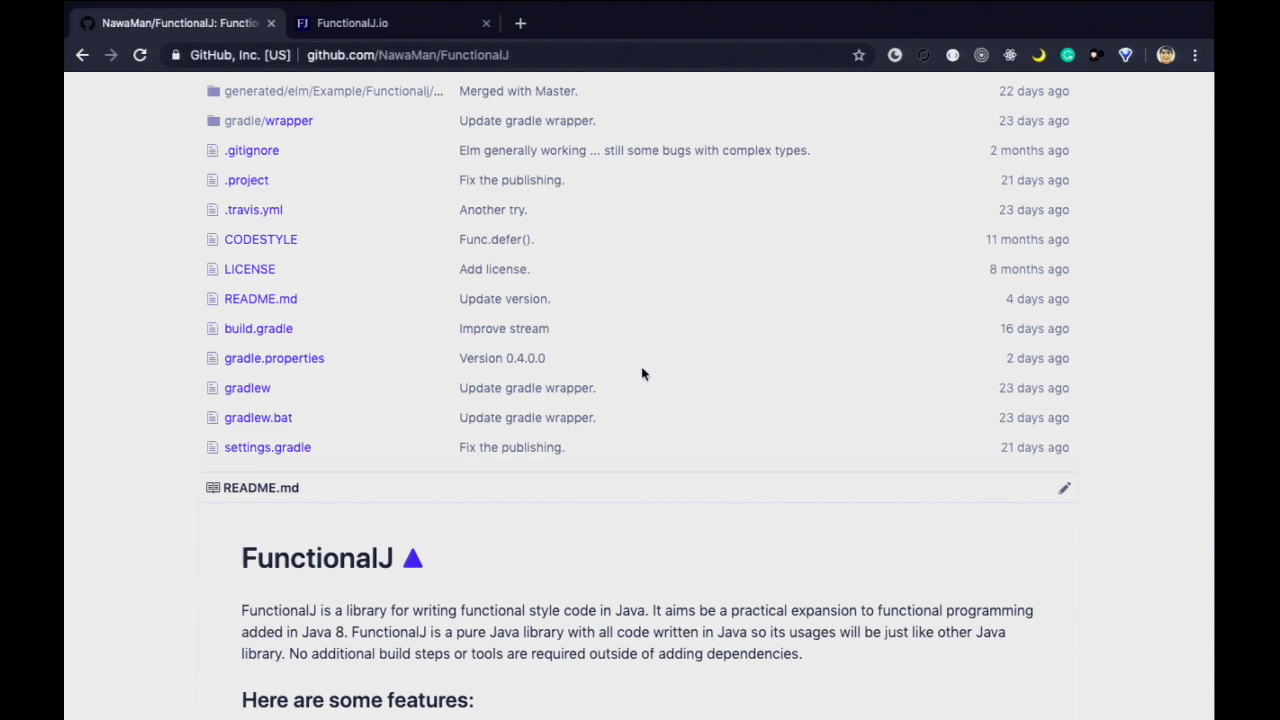 NawaMan/FunctionalJ: Functio
FJ FunctionalJ.io
GitHub, Inc. [US] github.com/NawaMan/FunctionalJ
generated/elm/Example/Functionalj/... Merged with Master. 22 days ago
gradle/wrapper Update gradle wrapper. 23 days ago
.gitignore Elm generally working ... still some bugs with complex types. 2 months ago
.project Fix the publishing. 21 days ago
.travis.yml Another try. 23 days ago
CODESTYLE Func.defer(). 11 months ago
LICENSE Add license. 8 months ago
README.md Update version. 4 days ago
build.gradle Improve stream 16 days ago
gradle.properties Version 0.4.0.0 2 days ago
gradlew Update gradle wrapper. 23 days ago
gradlew.bat Update gradle wrapper. 23 days ago
settings.gradle Fix the publishing. 21 days ago
README.md
FunctionalJ
FunctionalJ is a library for writing functional style code in Java. It aims be a practical expansion to functional programming
added in Java 8. FunctionalJ is a pure Java library with all code written in Java so its usages will be just like other Java
library. No additional build steps or tools are required outside of adding dependencies.
Here are some features: